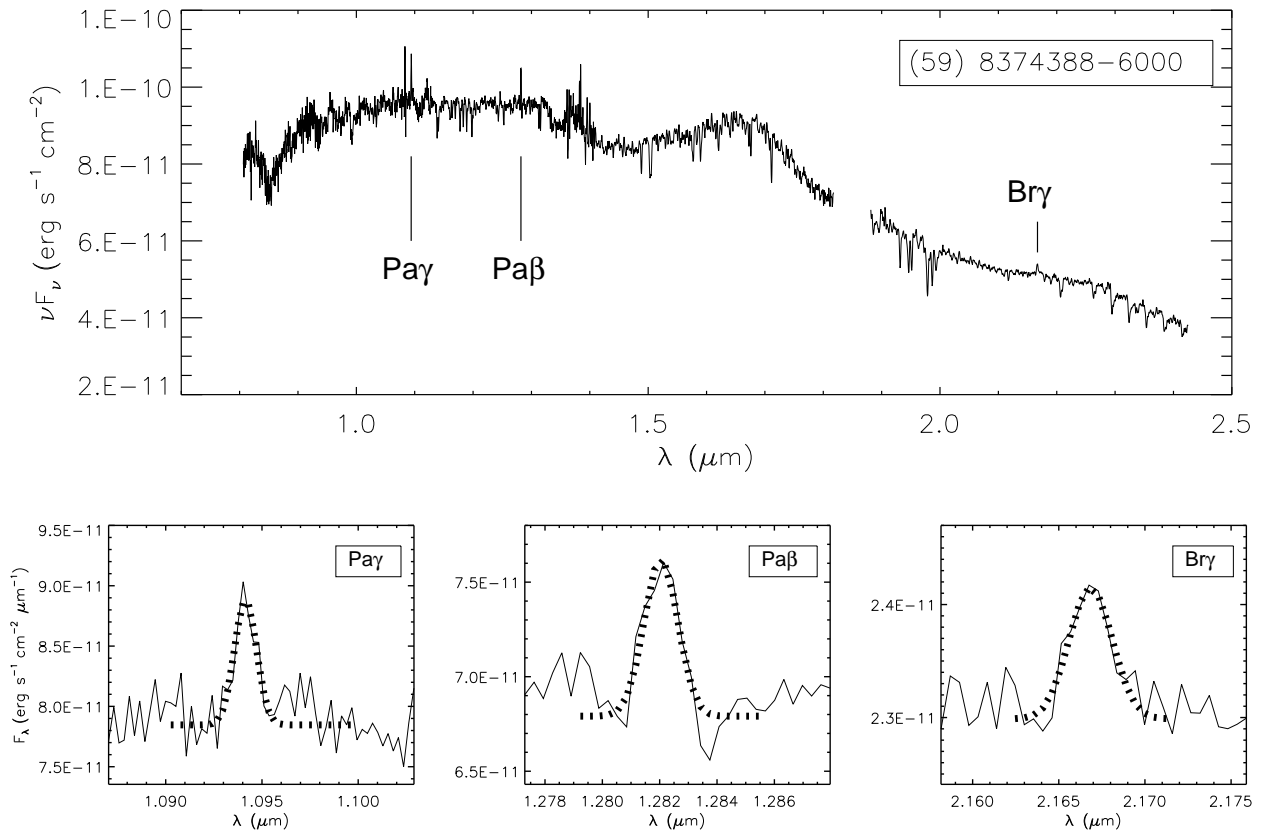 1.E−10
1.E−10
8.E−11
6.E−11
4.E−11
2.E−11
νFν (erg s−1 cm−2)
(59) 8374388−6000
Paγ
Paβ
Brγ
1.0
1.5
2.0
2.5
λ (μm)
9.5E−11
9.0E−11
8.5E−11
8.0E−11
7.5E−11
Fλ (erg s−1 cm−2 μm−1)
Paγ
1.090
1.095
1.100
λ (μm)
7.5E−11
7.0E−11
6.5E−11
Paβ
1.278
1.280
1.282
1.284
1.286
λ (μm)
2.4E−11
2.3E−11
Brγ
2.160
2.165
2.170
2.175
λ (μm)